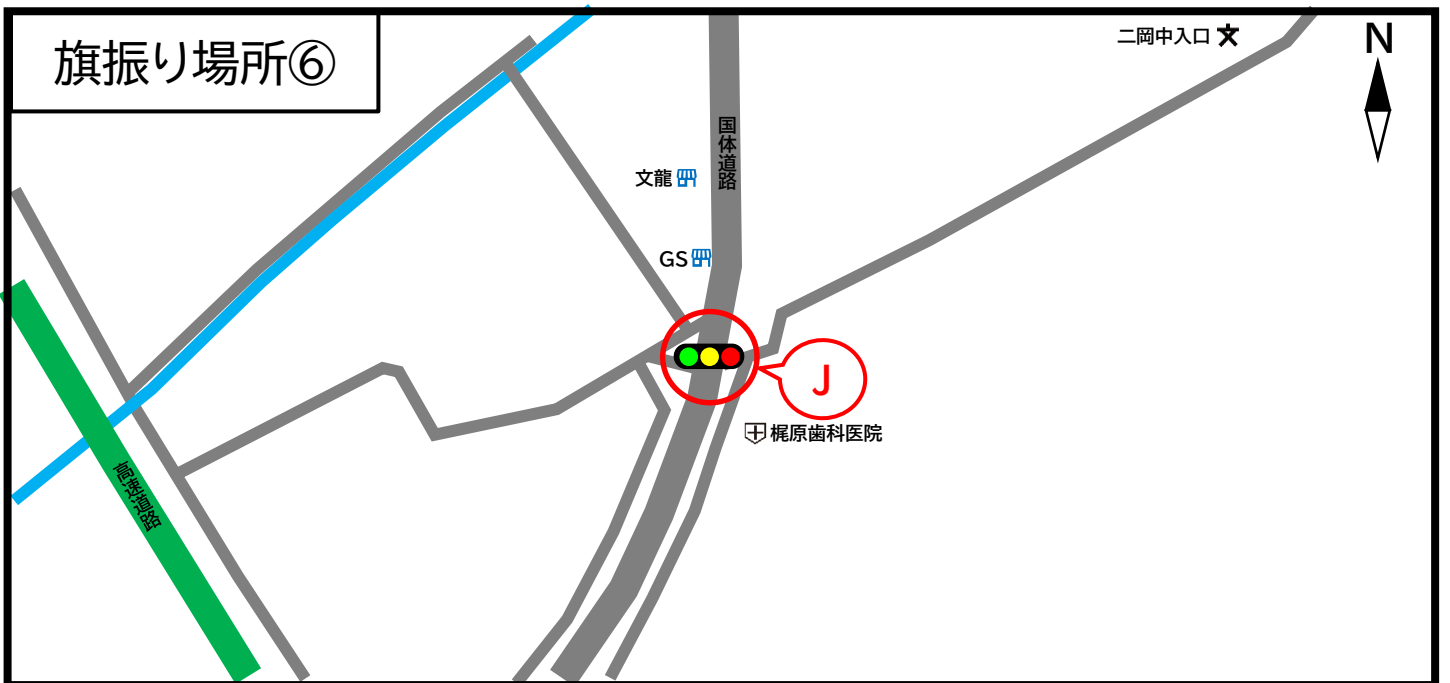 旗振り場所⑥
二岡中入口
N
国体道路
文龍
GS
J
梶原歯科医院
高速道路